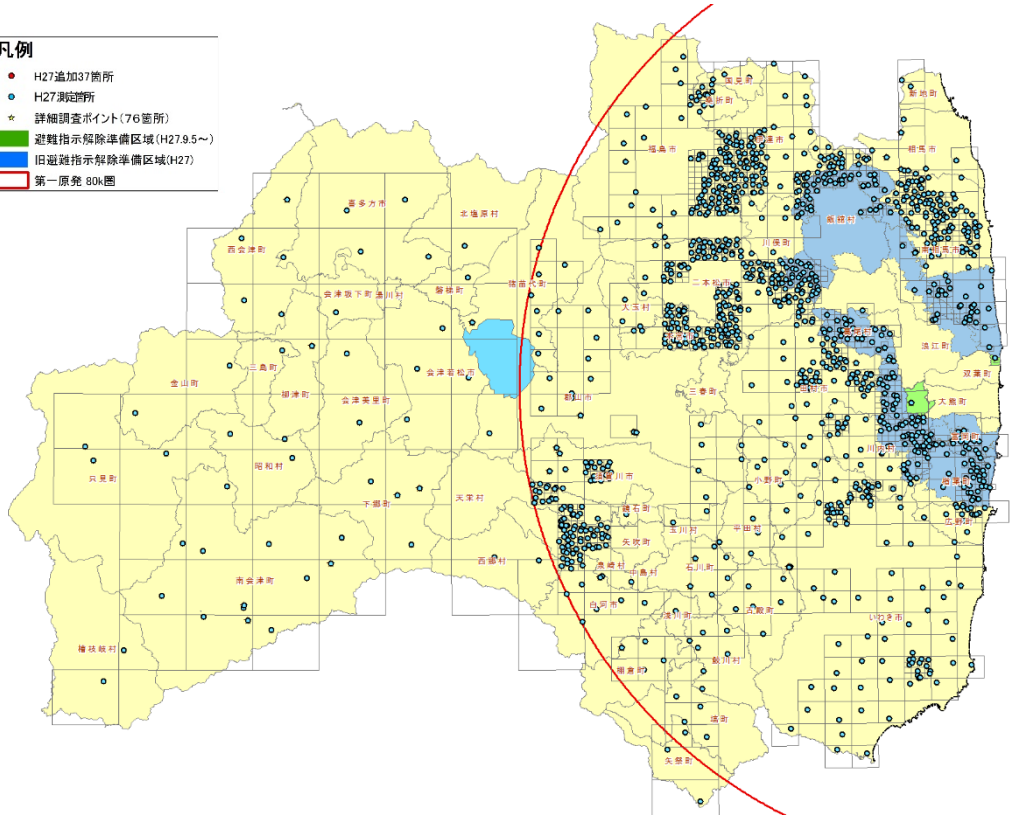 凡例
H27追加37箇所
H27測定箇所
詳細調査ポイント(76箇所)
避難指示解除準備区域(H27.9.5~)
旧避難指示解除準備区域(H27)
第一原発 80k圏
国見町
桑折町
新地町
伊達市
福島市
相馬市
喜多方市
北塩原村
飯舘村
西会津町
川俣町
南相馬市
猪苗代町
二本松市
磐梯町
会津坂下町
湯川村
大玉村
本宮市
葛尾村
浪江町
三島町
双葉町
金山町
会津若松市
田村市
柳津町
会津美里町
郡山市
三春町
大熊町
富岡町
川内村
昭和村
須賀川市
只見町
小野町
楢葉町
天栄村
下郷町
鏡石町
広野町
玉川村
平田村
矢吹町
西郷村
泉崎村
中島村
石川町
南会津町
白河市
浅川町
古殿町
いわき市
檜枝岐村
鮫川村
棚倉町
塙町
矢祭町